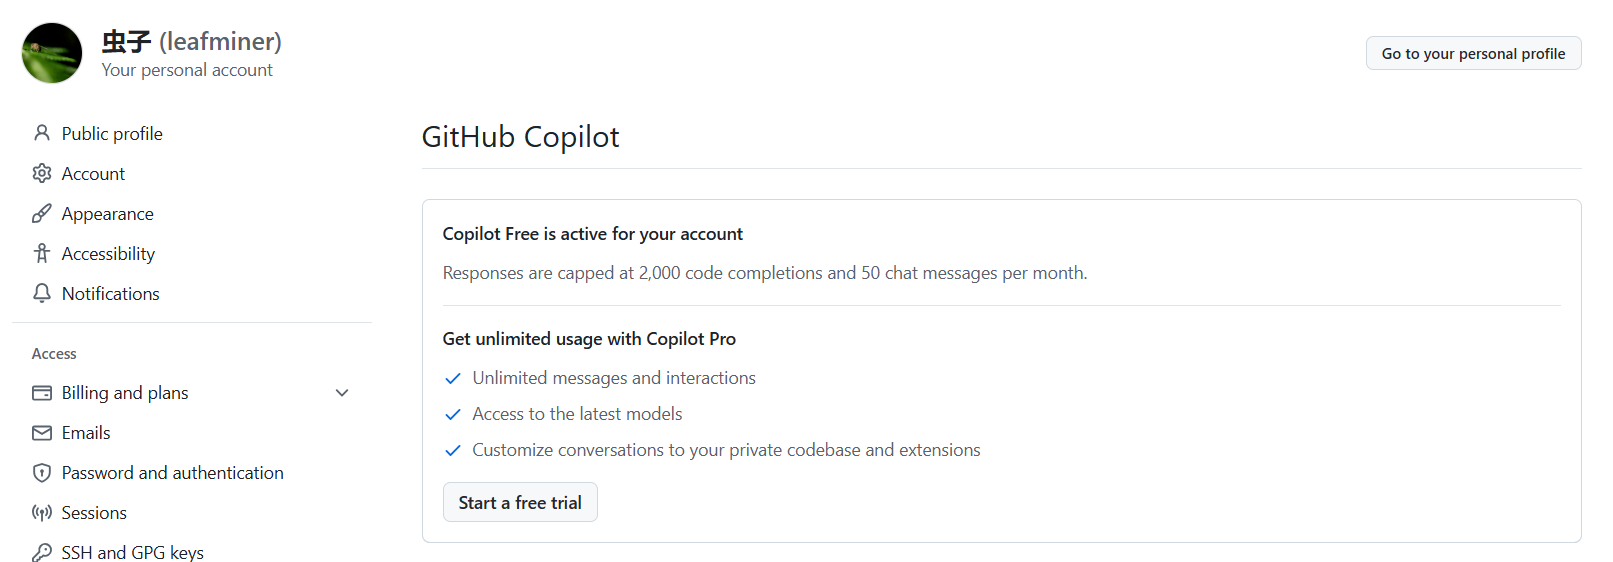 虫子 (leafminer)
Your personal account
Go to your personal profile
Public profile
Account
Appearance
Accessibility
Notifications
Access
Billing and plans
Emails
Password and authentication
Sessions
SSH and GPG keys
GitHub Copilot
Copilot Free is active for your account
Responses are capped at 2,000 code completions and 50 chat messages per month.
Get unlimited usage with Copilot Pro
Unlimited messages and interactions
Access to the latest models
Customize conversations to your private codebase and extensions
Start a free trial